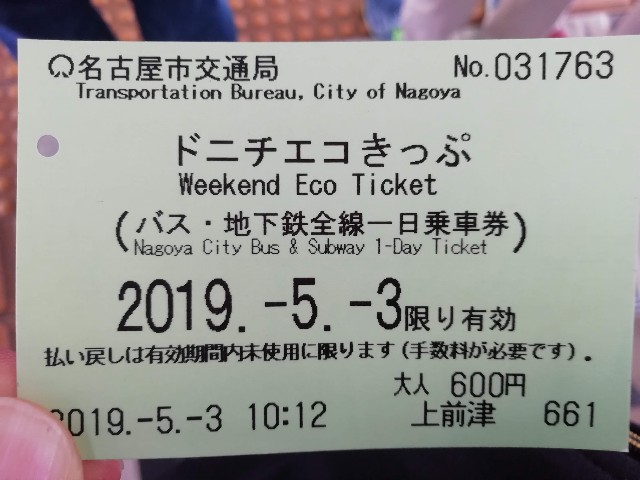 名古屋市交通局 No.031763
Transportation Bureau, City of Nagoya
ドニチエコきっぷ
Weekend Eco Ticket
(バス・地下鉄全線一日乗車券)
Nagoya City Bus & Subway 1-Day Ticket
2019.-5.-3限り有効
払い戻しは有効期間内未使用に限ります(手数料が必要です)。
大人 600円
2019.-5.-3 10:12 上前津 661